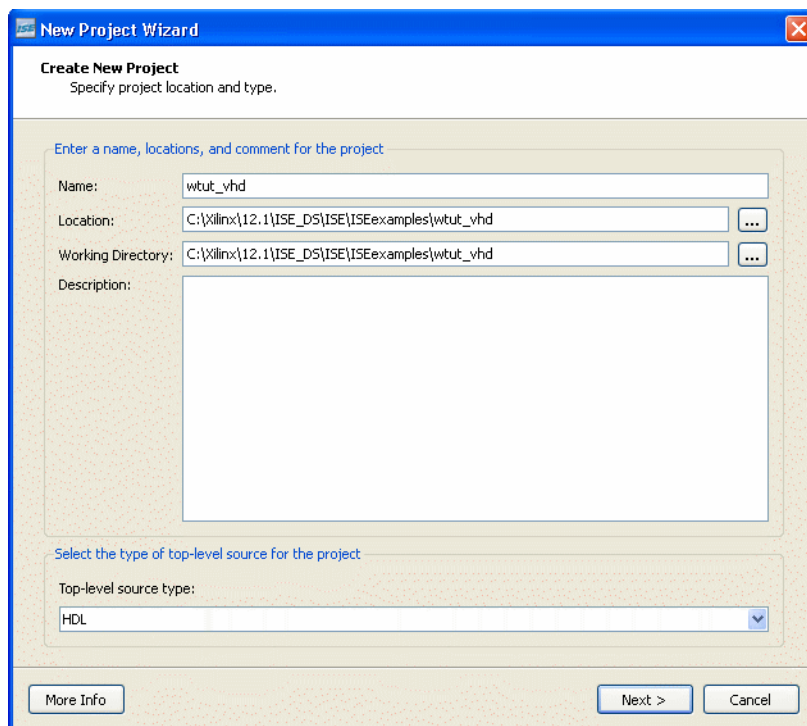 ISE New Project Wizard
Create New Project
Specify project location and type.
Enter a name, locations, and comment for the project
Name: wtut_vhd
Location: C:\Xilinx\12.1\ISE_DS\ISE\ISEexamples\wtut_vhd ...
Working Directory: C:\Xilinx\12.1\ISE_DS\ISE\ISEexamples\wtut_vhd ...
Description:
Select the type of top-level source for the project
Top-level source type:
HDL
More Info Next > Cancel